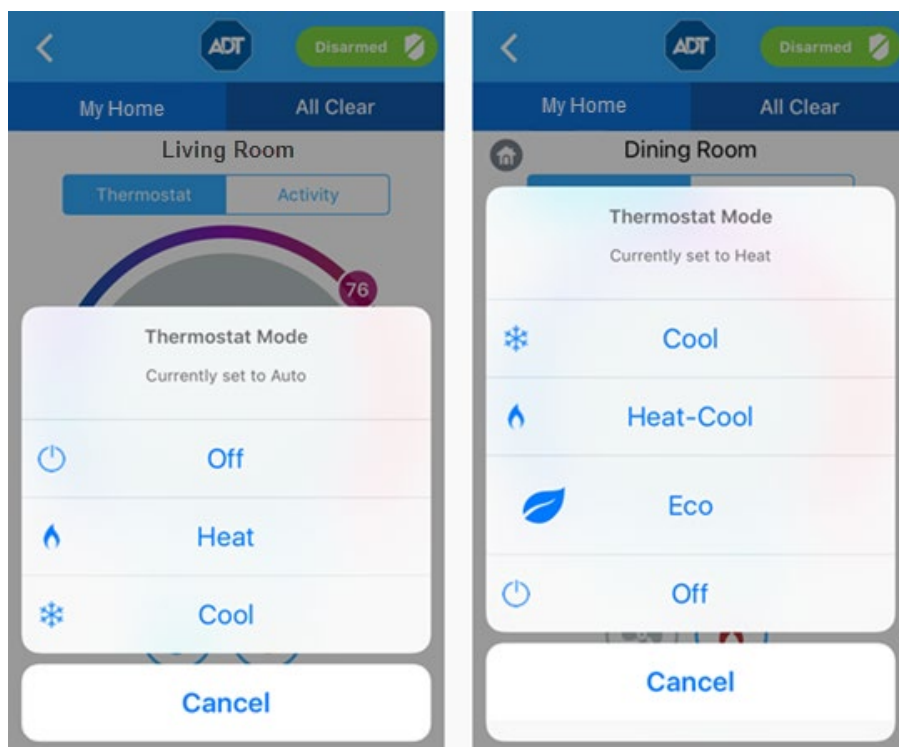 ADT
Disarmed
My Home
All Clear
Living Room
Thermostat
Activity
76
Thermostat Mode
Currently set to Auto
Off
Heat
Cool
Cancel
ADT
Disarmed
My Home
All Clear
Dining Room
Thermostat Mode
Currently set to Heat
Cool
Heat-Cool
Eco
Off
Cancel